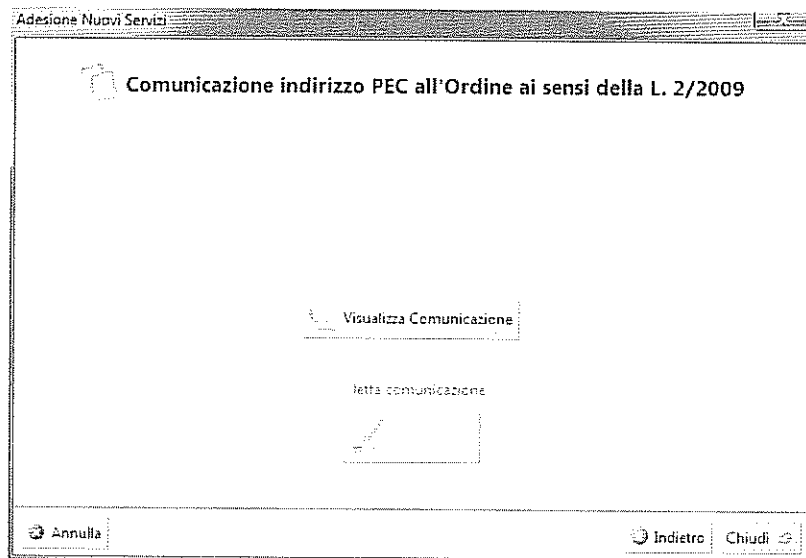 Adesione Nuovi Servizi
Comunicazione indirizzo PEC all'Ordine ai sensi della L. 2/2009
Visualizza Comunicazione
letta comunicazione
Annulla
Indietro
Chiudi